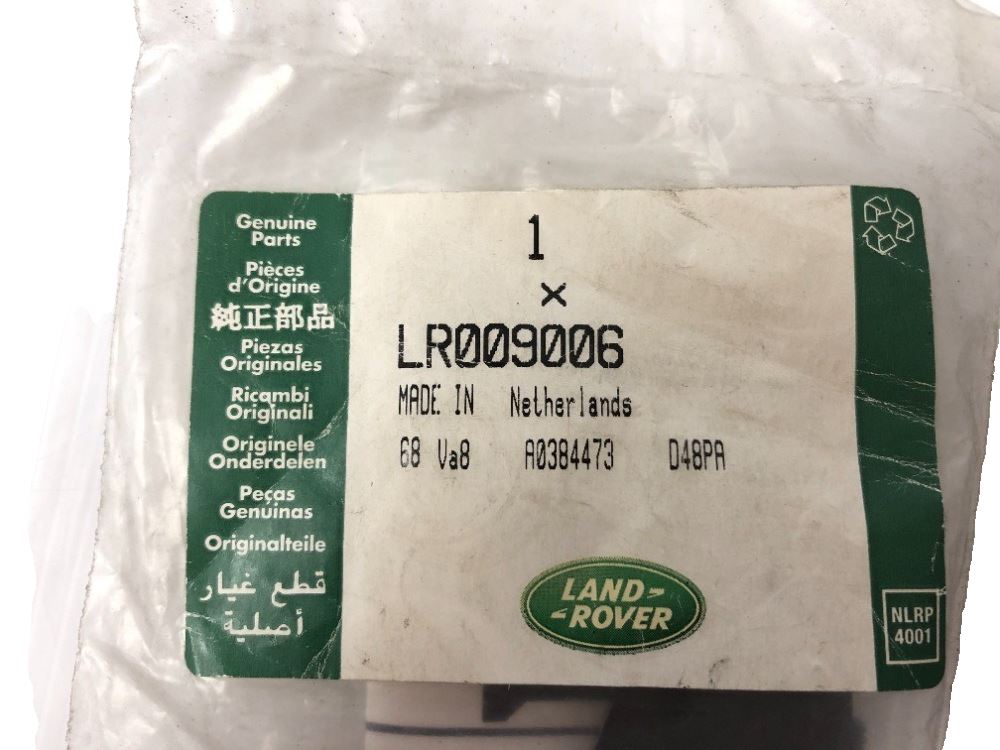 Genuine
Parts
Pièces
d'Origine
純正部品
Piezas
Originales
Ricambi
Originali
Originele
Onderdelen
Peças
Genuinas
Originalteile
قطع غيار
أصلية
1
×
LR009006
MADE IN Netherlands
68 Va8 A0384473 D48PA
LAND-
-ROVER
NLRP
4001